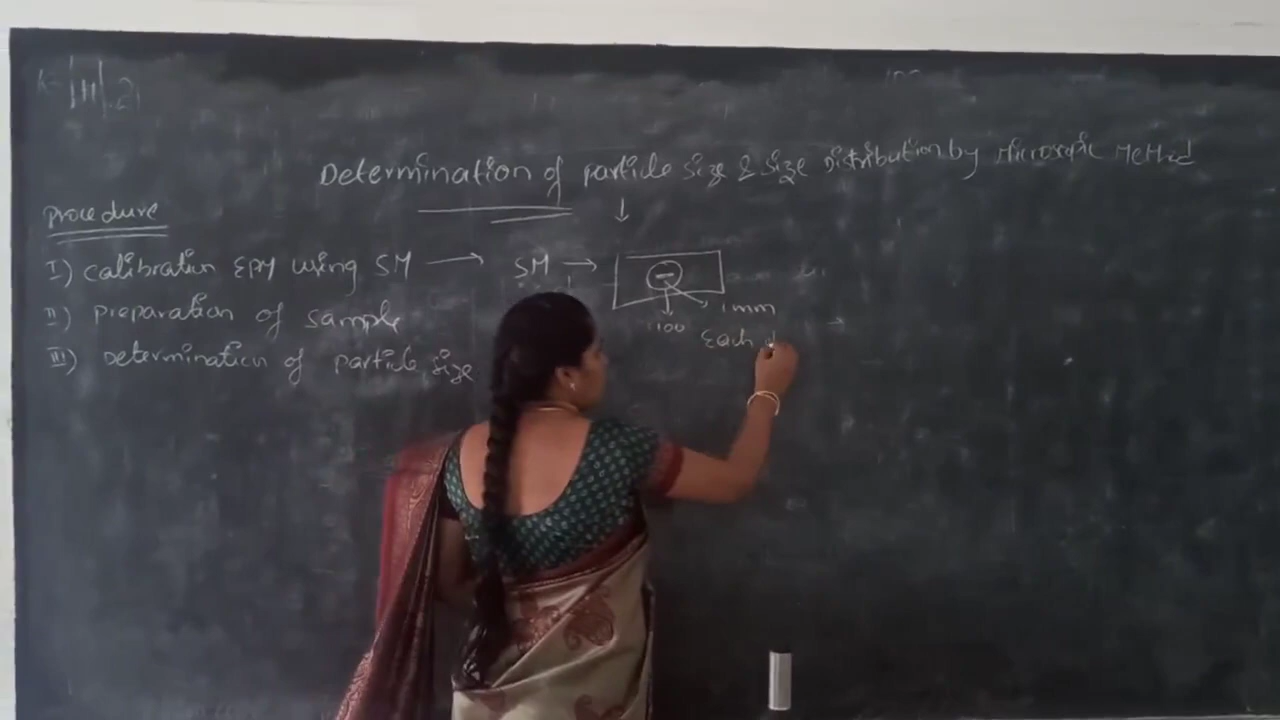 Determination of particle size & size Distribution by Microscopic Method
Procedure
I) calibration EPM using SM → SM →
1mm
100
Each
II) preparation of sample
III) Determination of particle size